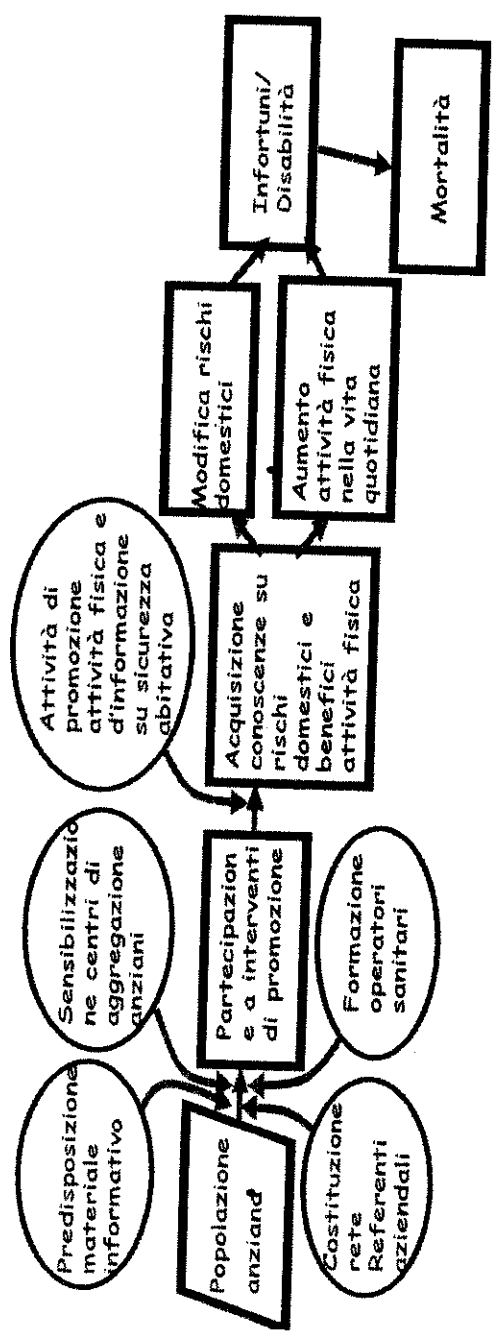 Predisposizione
materiale
informativo
Sensibilizzazio
ne centri di
aggregazione
anziani
Attività di
promozione
attività fisica e
d'informazione
su sicurezza
abitativa
Popolazione
anziana
Partecipazion
e a interventi
di promozione
Acquisizione
conoscenze su
rischi
domestici e
benefici
attività fisica
Modifica rischi
domestici
Aumento
attività fisica
nella vita
quotidiana
Infortuni/
Disabilità
Mortalità
Costituzione
rete
Referenti
aziendali
Formazione
operatori
sanitari